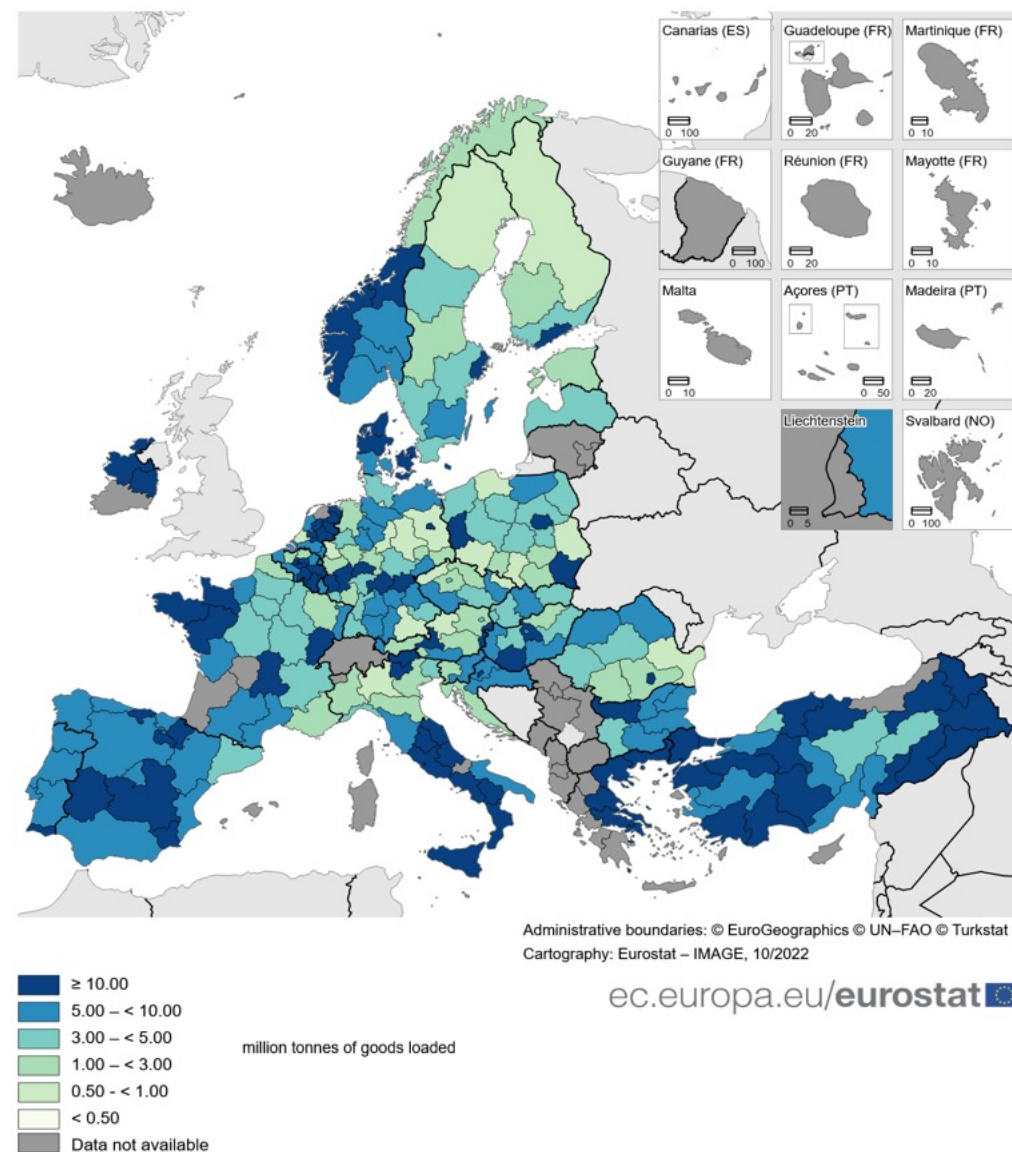 Canarias (ES)
0 100
Guadeloupe (FR)
0 20
Martinique (FR)
0 10
Guyane (FR)
0 100
Réunion (FR)
0 20
Mayotte (FR)
0 10
Malta
0 10
Açores (PT)
0 50
Madeira (PT)
0 20
Liechtenstein
0 5
Svalbard (NO)
0 100
Administrative boundaries: © EuroGeographics © UN–FAO © Turkstat
Cartography: Eurostat – IMAGE, 10/2022
ec.europa.eu/eurostat
≥ 10.00
5.00 – < 10.00
3.00 – < 5.00
1.00 – < 3.00
0.50 - < 1.00
< 0.50
Data not available
million tonnes of goods loaded